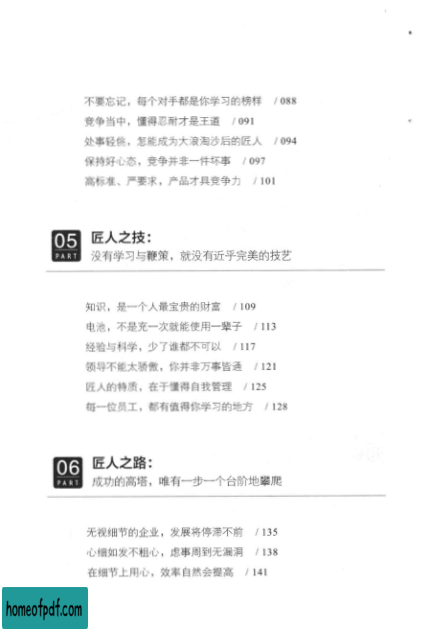 不要忘记，每个对手都是你学习的榜样 / 088
竞争当中，懂得忍耐才是王道 / 091
处事轻佻，怎能成为大浪淘沙后的匠人 / 094
保持好心态，竞争并非一件坏事 / 097
高标准、严要求，产品才具竞争力 / 101
05 PART
匠人之技：
没有学习与鞭策，就没有近乎完美的技艺
知识，是一个人最宝贵的财富 / 109
电池，不是充一次就能使用一辈子 / 113
经验与科学，少了谁都不可以 / 117
领导不能太骄傲，你并非万事皆通 / 121
匠人的特质，在于懂得自我管理 / 125
每一位员工，都有值得你学习的地方 / 128
06 PART
匠人之路：
成功的高塔，唯有一步一个台阶地攀爬
无视细节的企业，发展将停滞不前 / 135
心细如发不粗心，虑事周到无漏洞 / 138
在细节上用心，效率自然会提高 / 141
homeofpdf.com